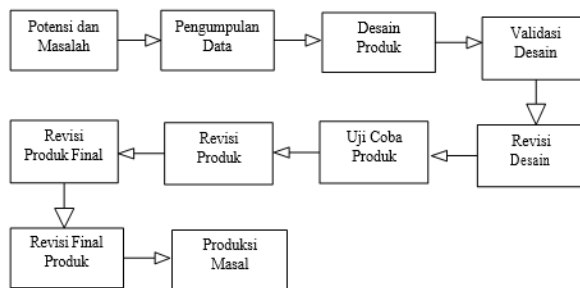 Potensi dan
Masalah
Pengumpulan
Data
Desain
Produk
Validasi
Desain
Revisi
Desain
Uji Coba
Produk
Revisi
Produk
Revisi
Produk Final
Revisi Final
Produk
Produksi
Masal